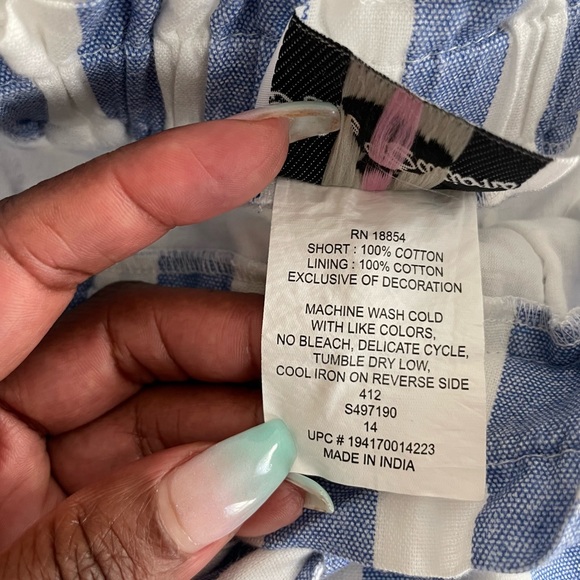 RN 18854
SHORT : 100% COTTON
LINING : 100% COTTON
EXCLUSIVE OF DECORATION
MACHINE WASH COLD
WITH LIKE COLORS,
NO BLEACH, DELICATE CYCLE,
TUMBLE DRY LOW,
COOL IRON ON REVERSE SIDE
412
S497190
14
UPC # 194170014223
MADE IN INDIA